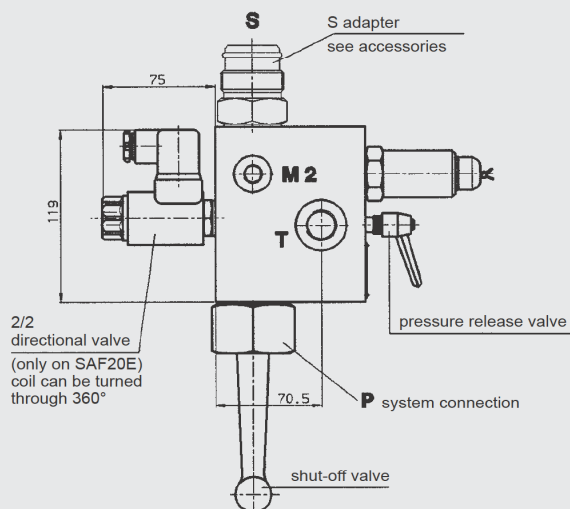 S
S adapter
see accessories
75
M 2
119
T
2/2
directional valve
(only on SAF20E)
coil can be turned
through 360°
pressure release valve
70.5
P system connection
shut-off valve